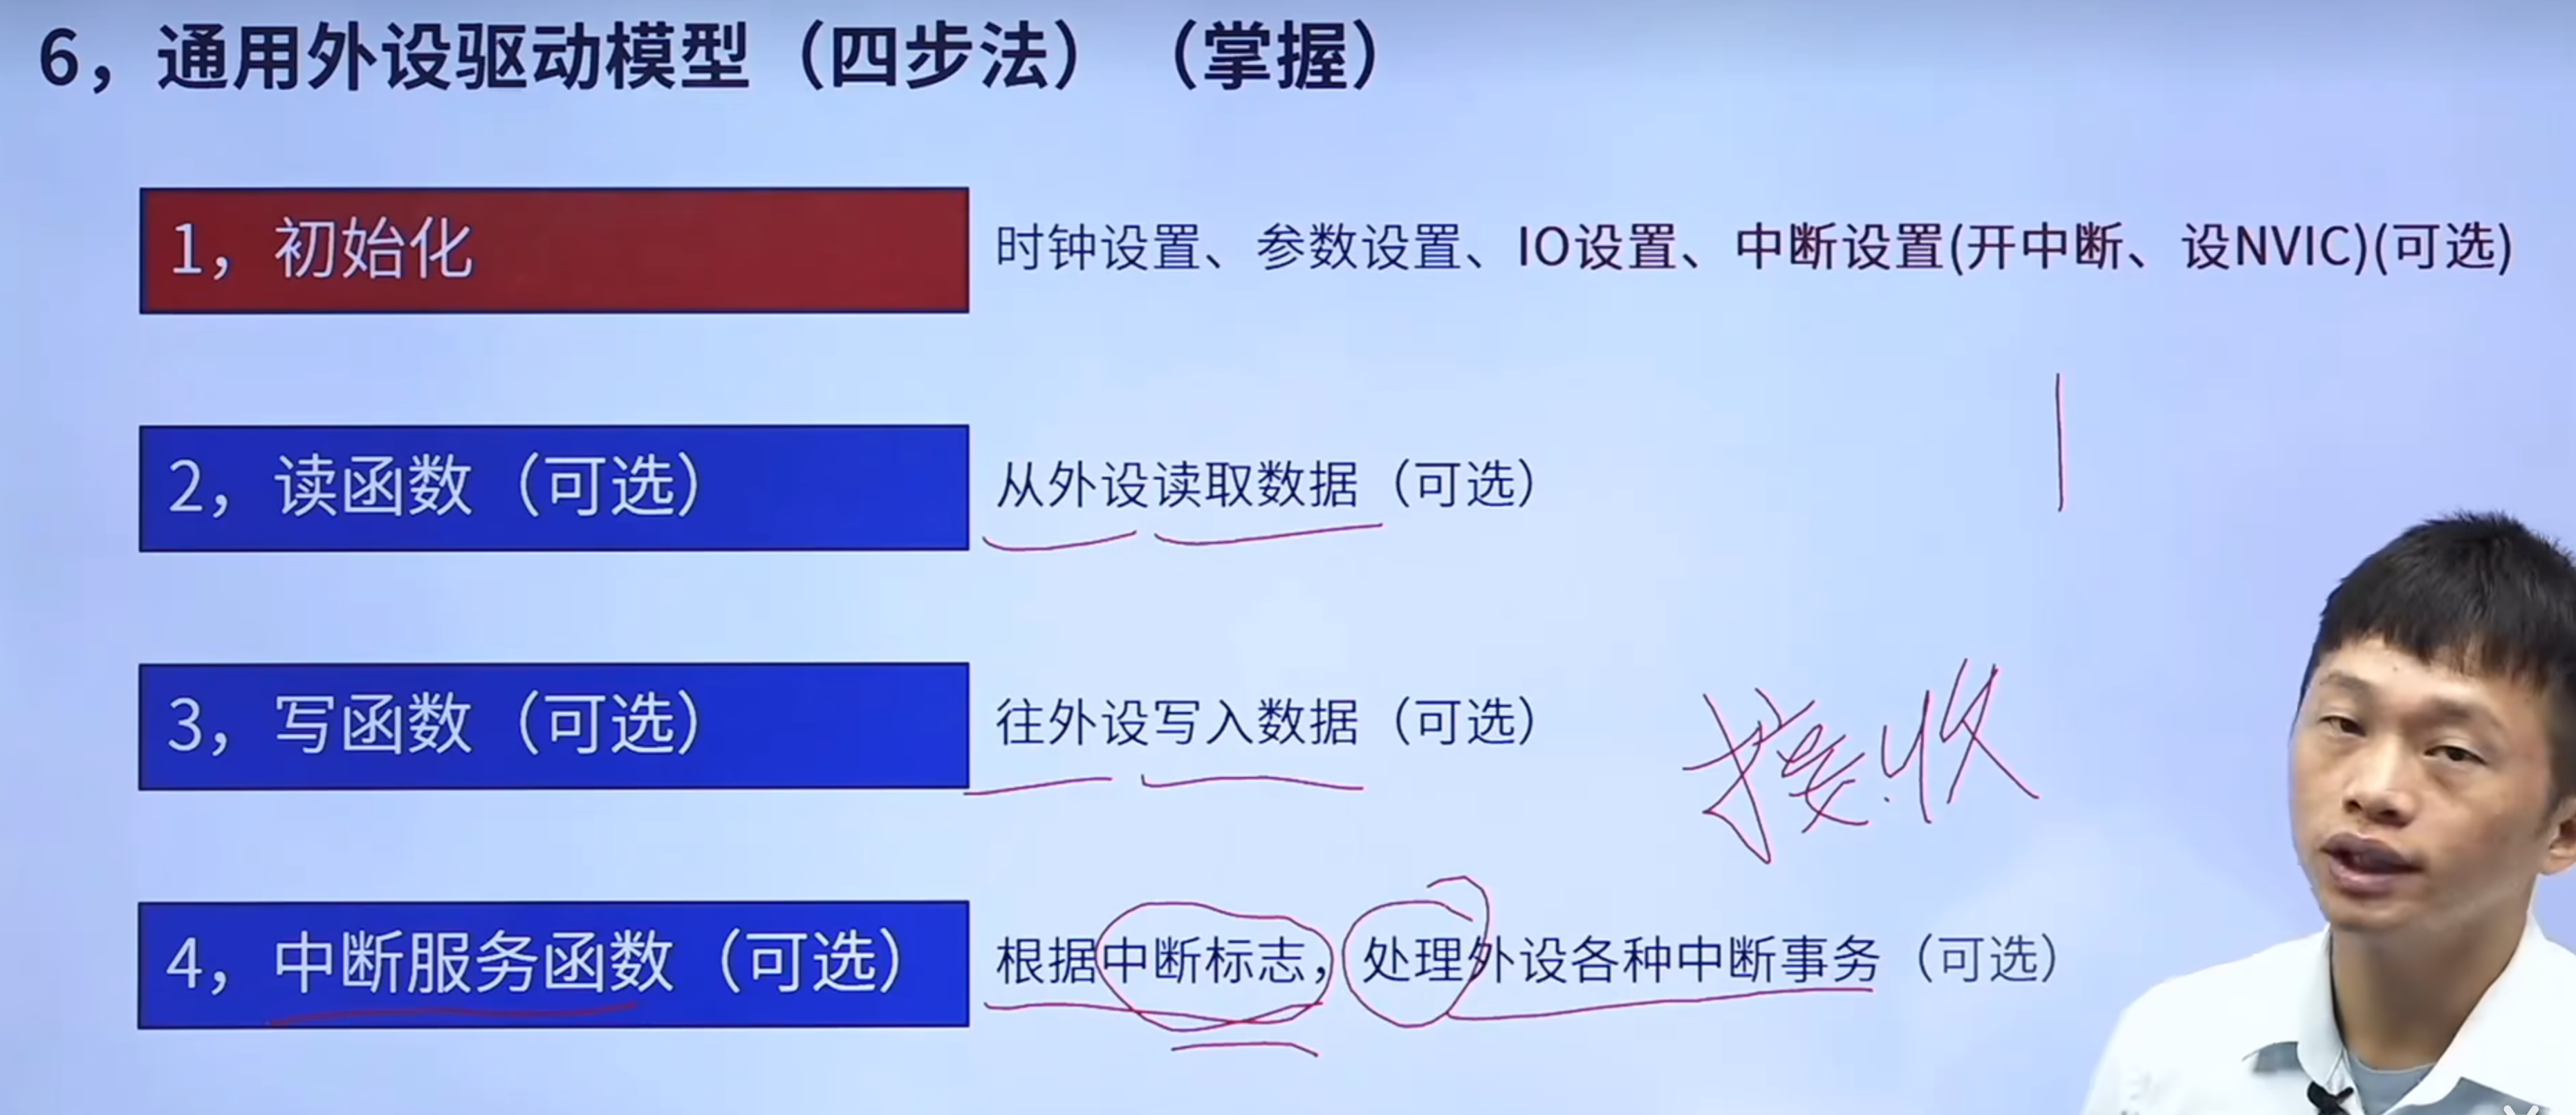 6，通用外设驱动模型（四步法）（掌握）
1，初始化
时钟设置、参数设置、IO设置、中断设置(开中断、设NVIC)(可选)
2，读函数（可选）
从外设读取数据（可选）
3，写函数（可选）
往外设写入数据（可选）
接收
4，中断服务函数（可选）
根据中断标志，处理外设各种中断事务（可选）